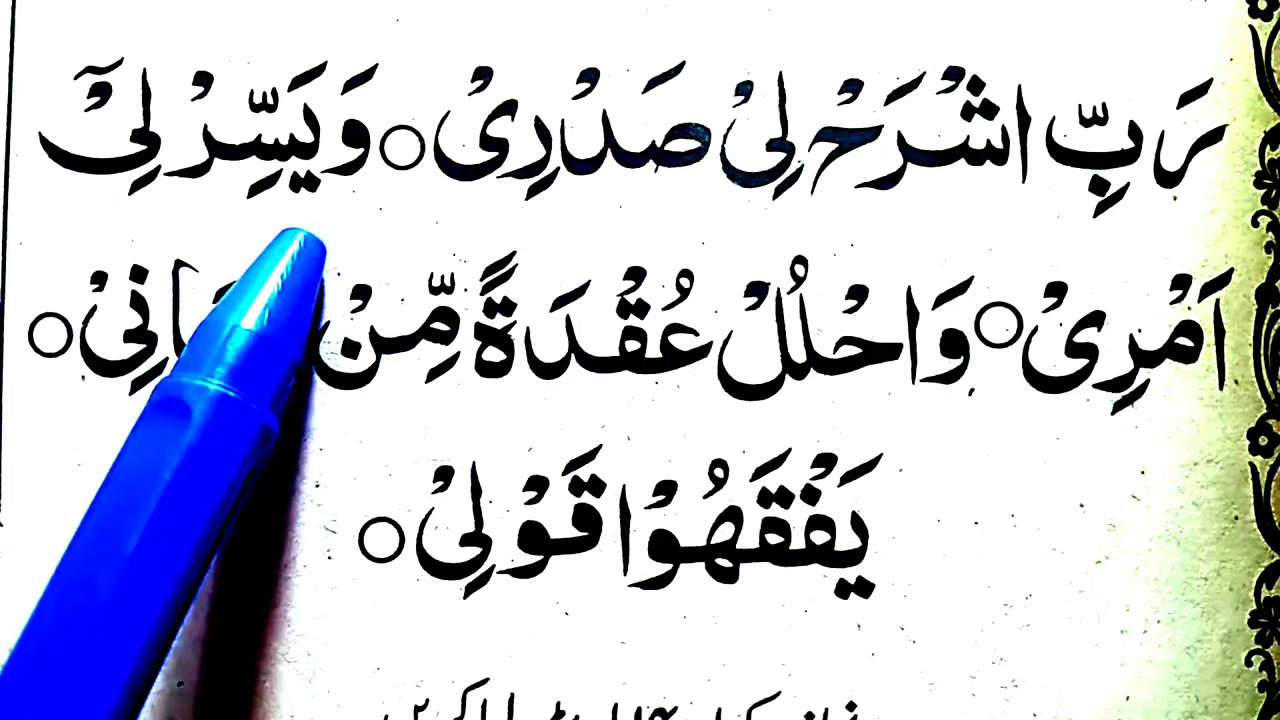 رَبِّ اشْرَحْ لِیْ صَدْرِیْ ○ وَیَسِّرْ لِیْۤ
اَمْرِیْ ○ وَاحْلُلْ عُقْدَةً مِّنْ ○
یَفْقَهُوْا قَوْلِیْ ○